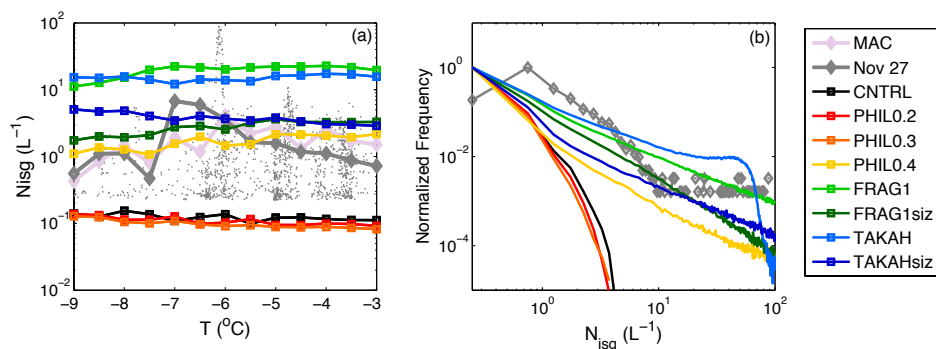 (a)
Nisg (L⁻¹)
10²
10¹
10⁰
10⁻¹
10⁻²
−9 −8 −7 −6 −5 −4 −3
T (°C)
(b)
Normalized Frequency
10⁰
10⁻²
10⁻⁴
10⁰ 10¹ 10²
N_isg (L⁻¹)
MAC
Nov 27
CNTRL
PHIL0.2
PHIL0.3
PHIL0.4
FRAG1
FRAG1siz
TAKAH
TAKAHsiz